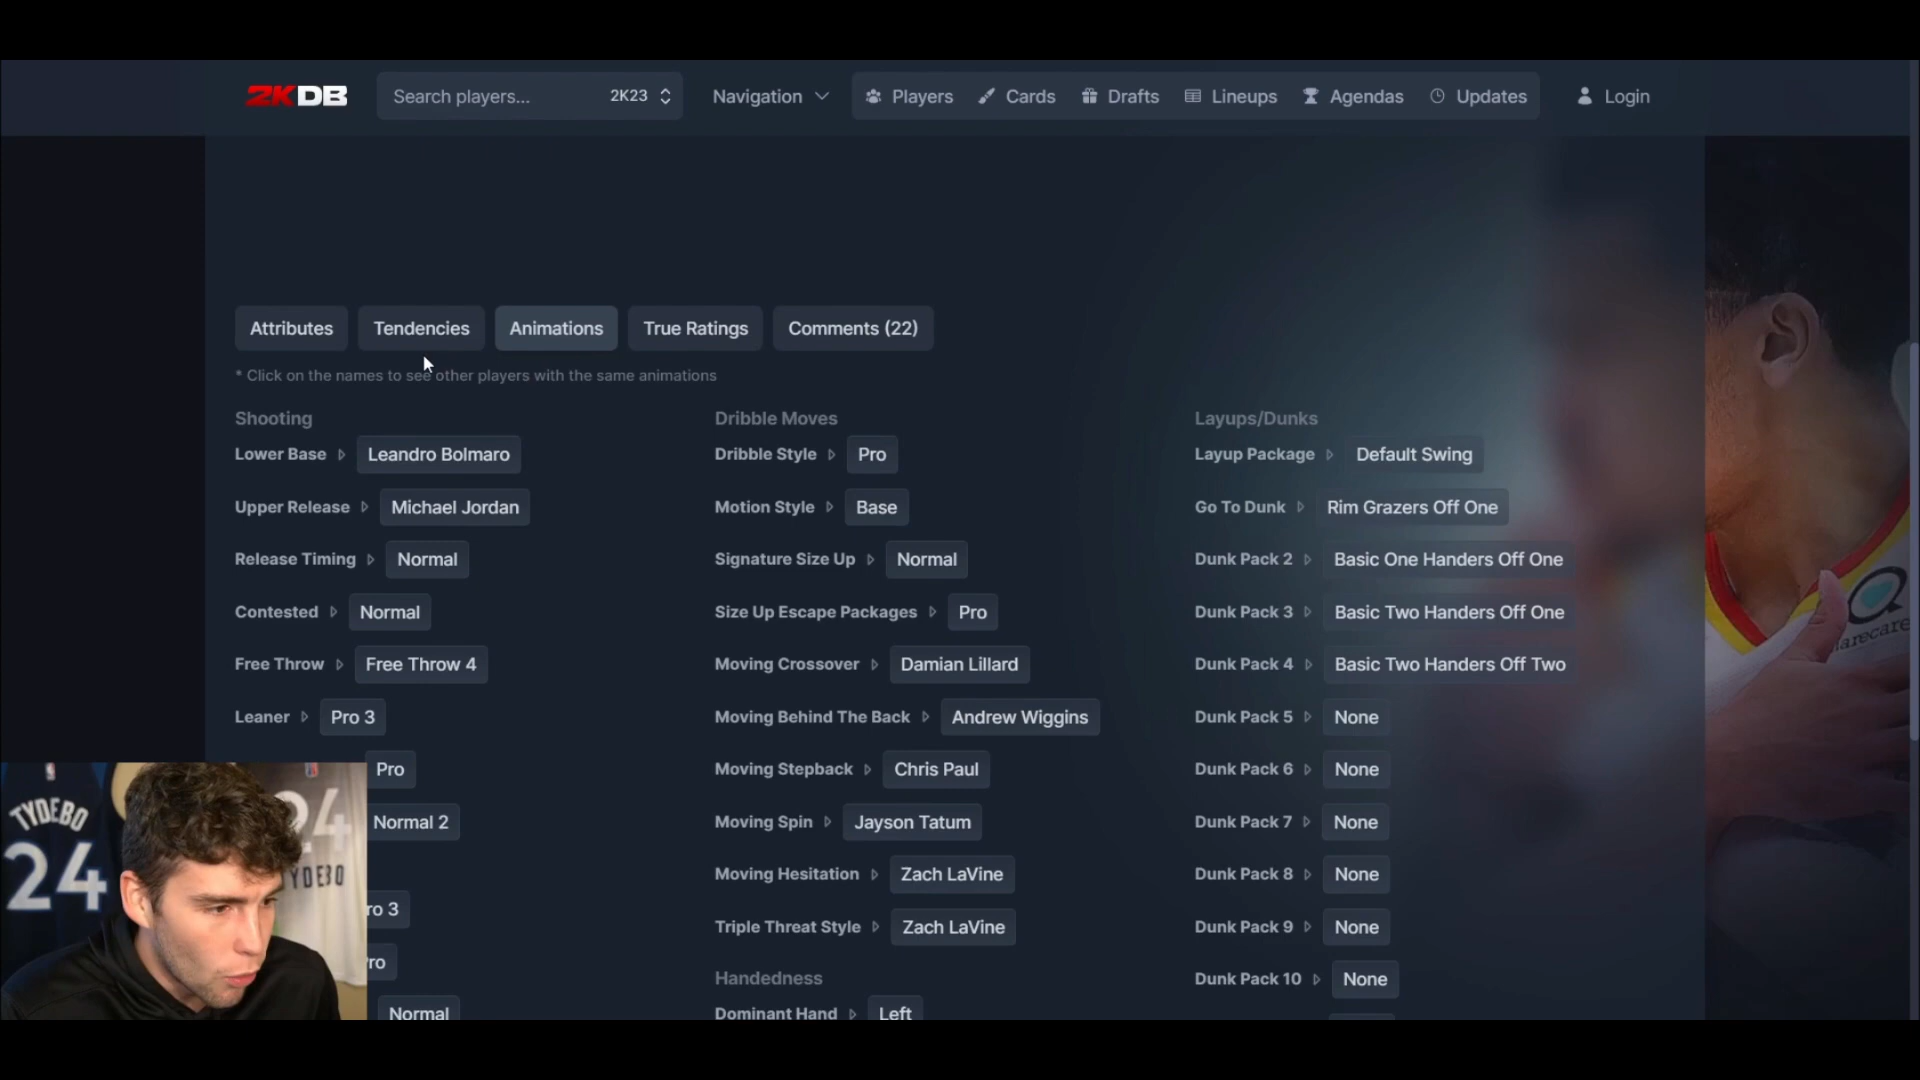 2KDB
Search players...
2K23
Navigation
Players
Cards
Drafts
Lineups
Agendas
Updates
Login
Attributes
Tendencies
Animations
True Ratings
Comments (22)
* Click on the names to see other players with the same animations
Shooting
Lower Base Leandro Bolmaro
Upper Release Michael Jordan
Release Timing Normal
Contested Normal
Free Throw Free Throw 4
Leaner Pro 3
Pro
Normal 2
ro 3
Pro
Normal
Dribble Moves
Dribble Style Pro
Motion Style Base
Signature Size Up Normal
Size Up Escape Packages Pro
Moving Crossover Damian Lillard
Moving Behind The Back Andrew Wiggins
Moving Stepback Chris Paul
Moving Spin Jayson Tatum
Moving Hesitation Zach LaVine
Triple Threat Style Zach LaVine
Handedness
Dominant Hand Left
Layups/Dunks
Layup Package Default Swing
Go To Dunk Rim Grazers Off One
Dunk Pack 2 Basic One Handers Off One
Dunk Pack 3 Basic Two Handers Off One
Dunk Pack 4 Basic Two Handers Off Two
Dunk Pack 5 None
Dunk Pack 6 None
Dunk Pack 7 None
Dunk Pack 8 None
Dunk Pack 9 None
Dunk Pack 10 None
arecare
TYDEBO
24
24
YDEBO